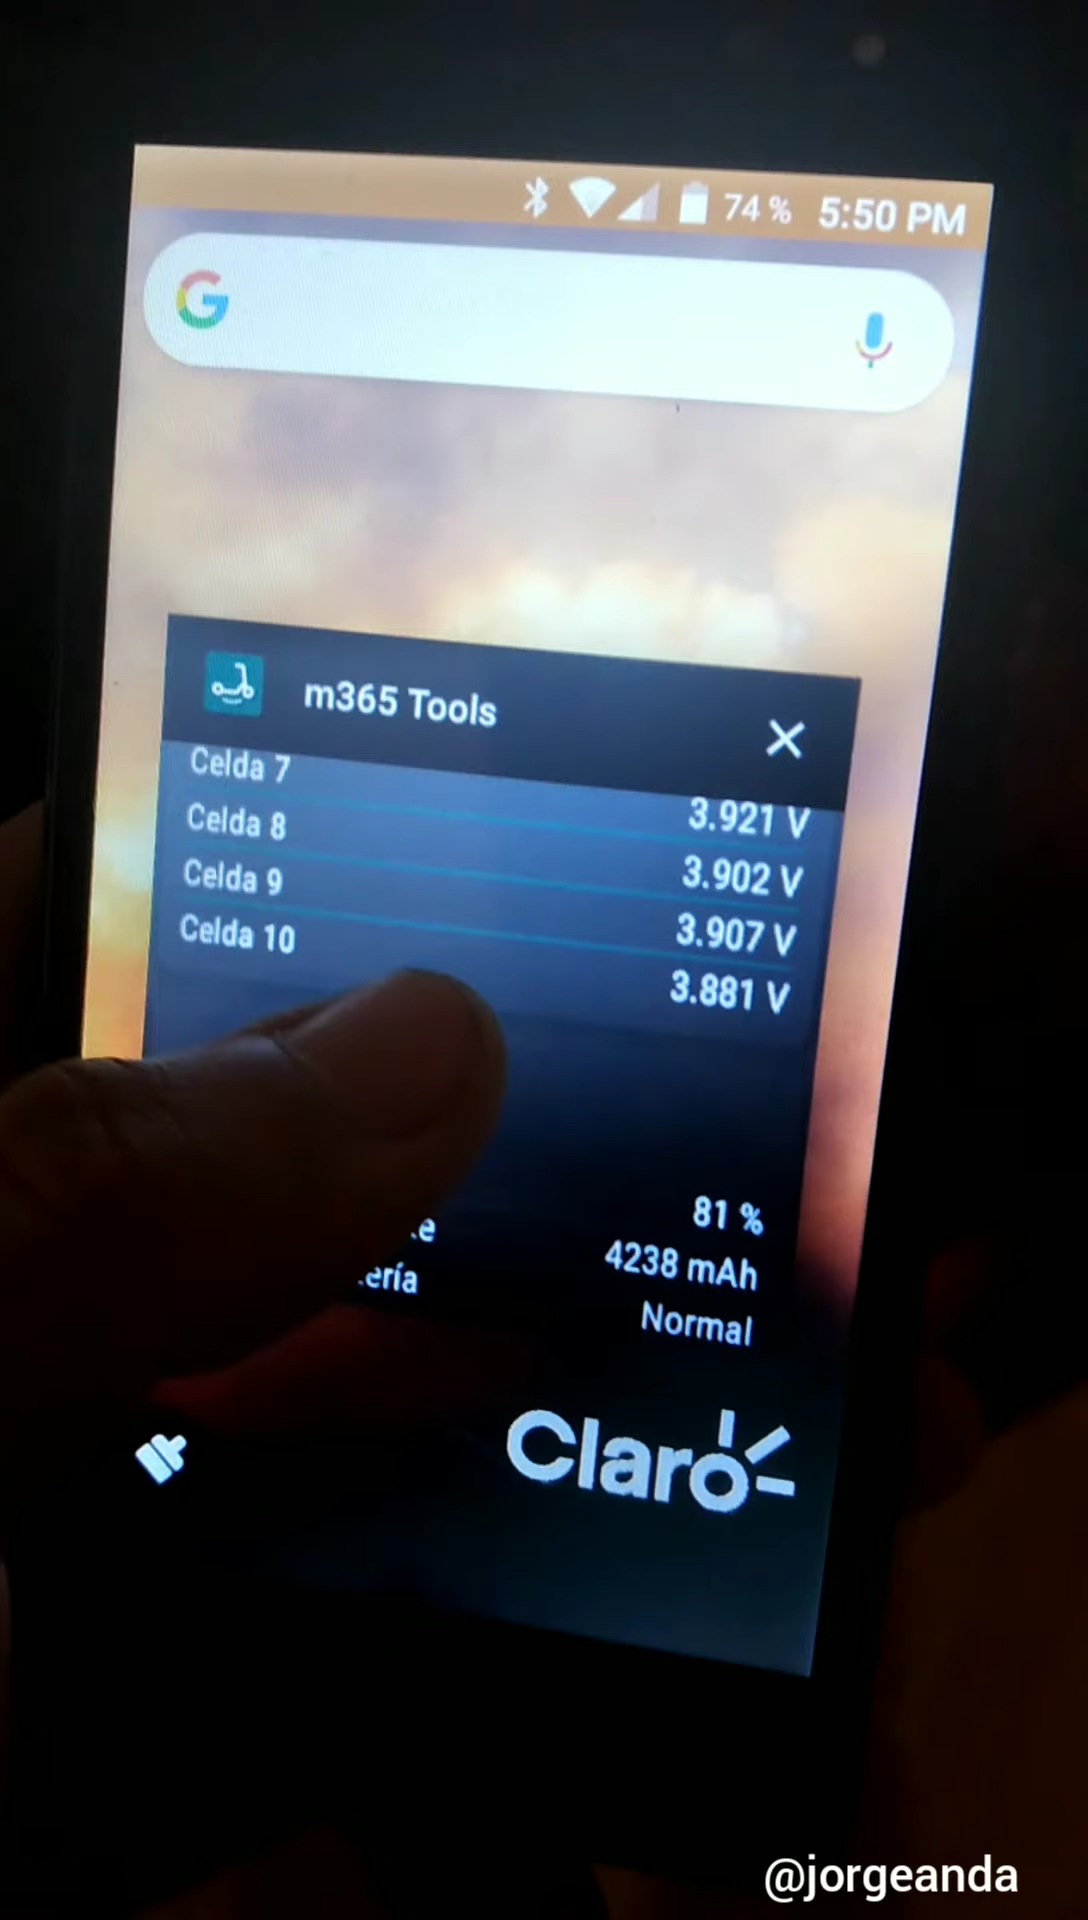 74 % 5:50 PM
G
m365 Tools
Celda 7 3.921 V
Celda 8 3.902 V
Celda 9 3.907 V
Celda 10 3.881 V
81 %
4238 mAh
Normal
Claro
@jorgeanda